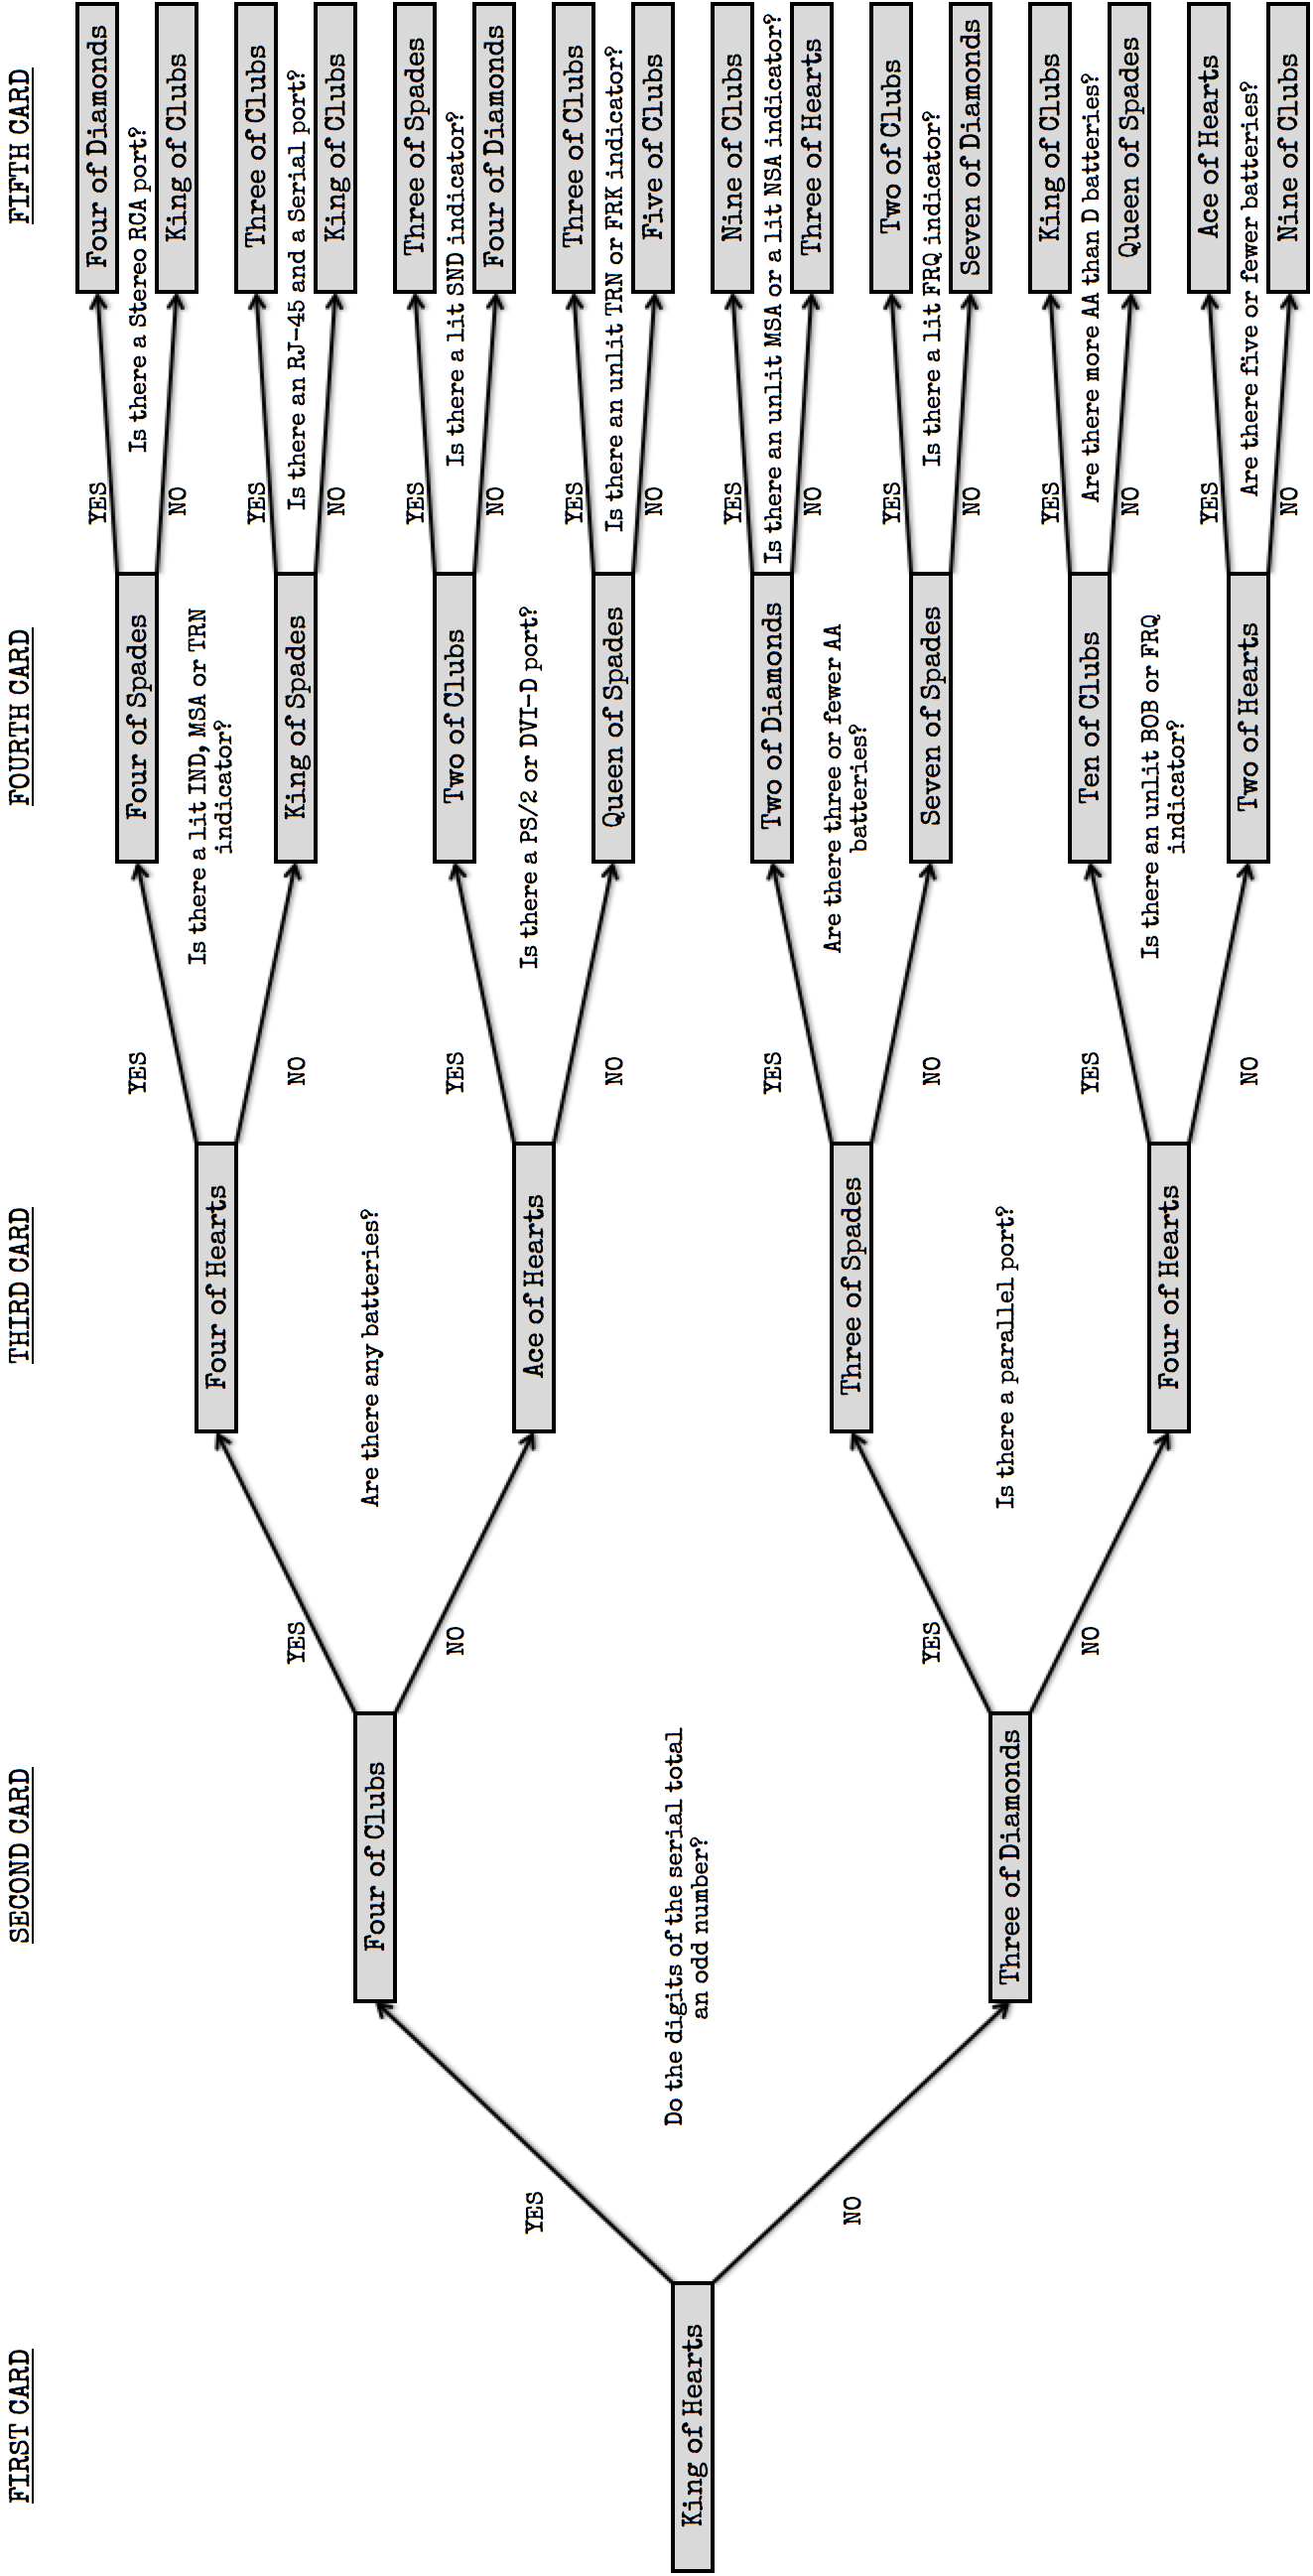 FIRST CARD
SECOND CARD
THIRD CARD
FOURTH CARD
FIFTH CARD
King of Hearts
YES
NO
Do the digits of the serial total
an odd number?
Four of Clubs
Three of Diamonds
YES
NO
Are there any batteries?
YES
NO
Is there a parallel port?
Four of Hearts
Ace of Hearts
Three of Spades
Four of Hearts
YES
NO
Is there a lit IND, MSA or TRN
indicator?
YES
NO
Is there a PS/2 or DVI-D port?
YES
NO
Are there three or fewer AA
batteries?
YES
NO
Is there an unlit BOB or FRQ
indicator?
Four of Spades
King of Spades
Two of Clubs
Queen of Spades
Two of Diamonds
Seven of Spades
Ten of Clubs
Two of Hearts
YES
Is there a Stereo RCA port?
NO
YES
Is there an RJ-45 and a Serial port?
NO
YES
Is there a lit SND indicator?
NO
YES
Is there an unlit TRN or FRK indicator?
NO
YES
Is there an unlit MSA or a lit NSA indicator?
NO
YES
Is there a lit FRQ indicator?
NO
YES
Are there more AA than D batteries?
NO
YES
Are there five or fewer batteries?
NO
Four of Diamonds
King of Clubs
Three of Clubs
King of Clubs
Three of Spades
Four of Diamonds
Three of Clubs
Five of Clubs
Nine of Clubs
Three of Hearts
Two of Clubs
Seven of Diamonds
King of Clubs
Queen of Spades
Ace of Hearts
Nine of Clubs